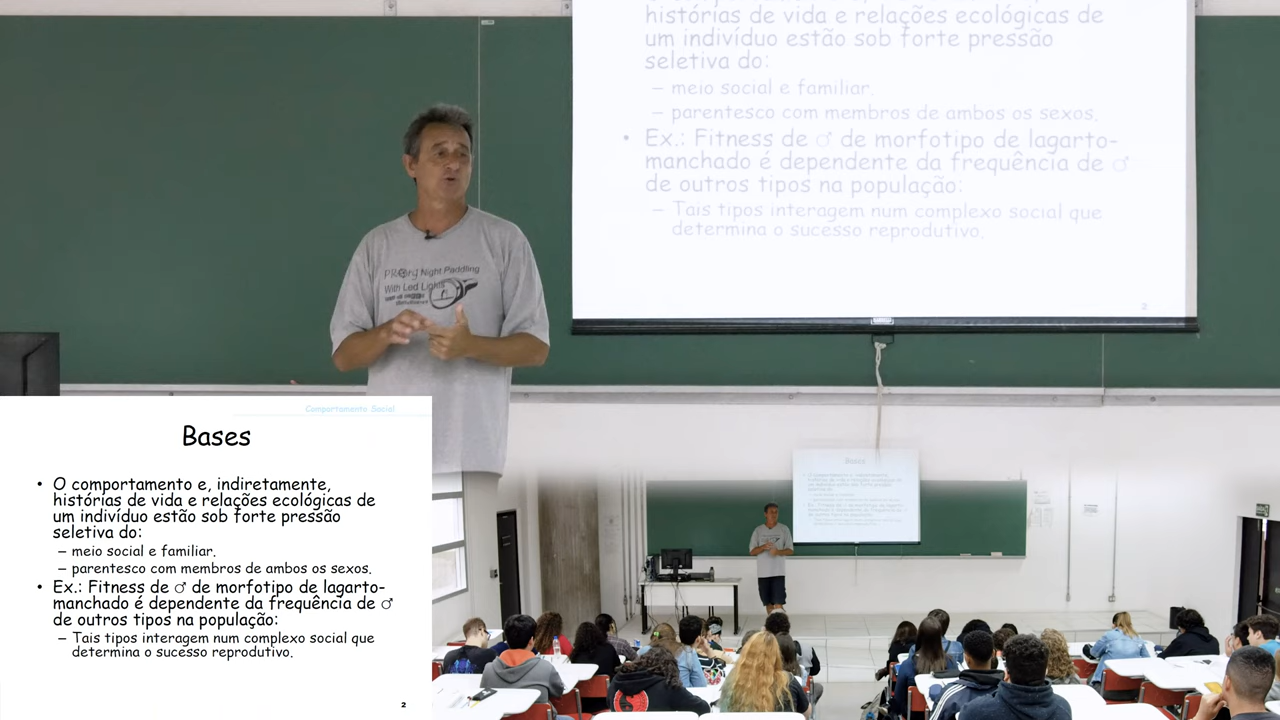 histórias de vida e relações ecológicas de
um indivíduo estão sob forte pressão
seletiva do:
– meio social e familiar.
– parentesco com membros de ambos os sexos.
• Ex.: Fitness de ♂ de morfotipo de lagarto-
manchado é dependente da frequência de ♂
de outros tipos na população:
– Tais tipos interagem num complexo social que
determina o sucesso reprodutivo.
2
Night Paddling
With Led Lights
Comportamento Social
Bases
• O comportamento e, indiretamente,
histórias de vida e relações ecológicas de
um indivíduo estão sob forte pressão
seletiva do:
– meio social e familiar.
– parentesco com membros de ambos os sexos.
• Ex.: Fitness de ♂ de morfotipo de lagarto-
manchado é dependente da frequência de ♂
de outros tipos na população:
– Tais tipos interagem num complexo social que
determina o sucesso reprodutivo.
2
Bases